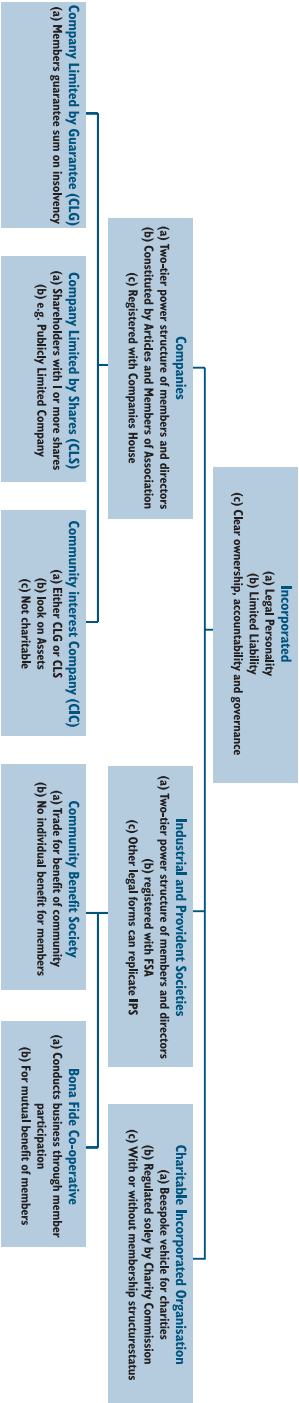 Incorporated
(a) Legal Personality
(b) Limited Liability
(c) Clear ownership, accountability and governance
Companies
(a) Two-tier power structure of members and directors
(b) Constituted by Articles and Members of Association
(c) Registered with Companies House
Industrial and Provident Societies
(a) Two-tier power structure of members and directors
(b) registered with FSA
(c) Other legal forms can replicate IPS
Charitable Incorporated Organisation
(a) Beespoke vehicle for charities
(b) Regulated soley by Charity Commission
(c) With or without membership structurestatus
Company Limited by Guarantee (CLG)
(a) Members guarantee sum on insolvency
Company Limited by Shares (CLS)
(a) Shareholders with l or more shares
(b) e.g. Publicly Limited Company
Community interest Company (CIC)
(a) Either CLG or CLS
(b) look on Assets
(c) Not charitable
Community Benefit Society
(a) Trade for benefit of community
(b) No individual benefit for members
Bona Fide Co-operative
(a) Conducts business through member
participation
(b) For mutual benefit of members